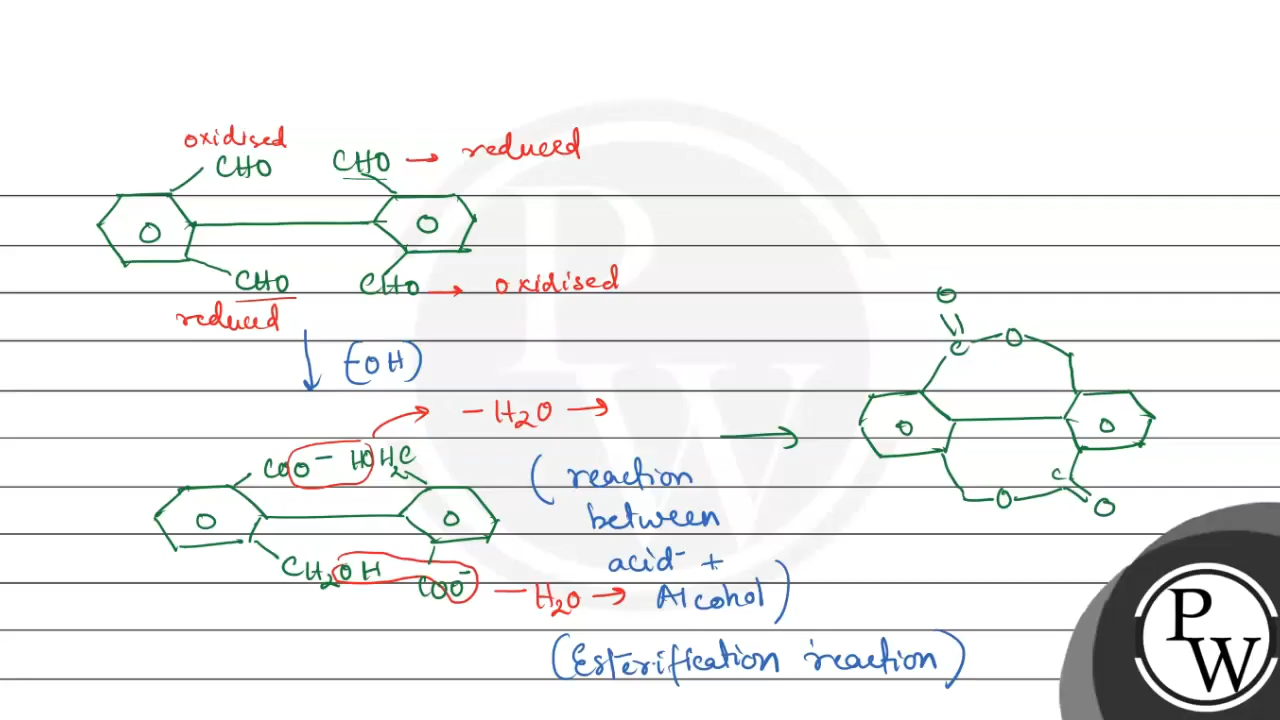 oxidised
CHO
CHO → reduced
O
O
CHO
CHO → oxidised
reduced
(-OH)
- H2O →
COO- HOH2C
O
O
CH2OH
COO-
- H2O →
(reaction
between
acid- +
Alcohol)
(Esterification reaction)
O
C
O
O
O
C
O
O
P
W
P
W